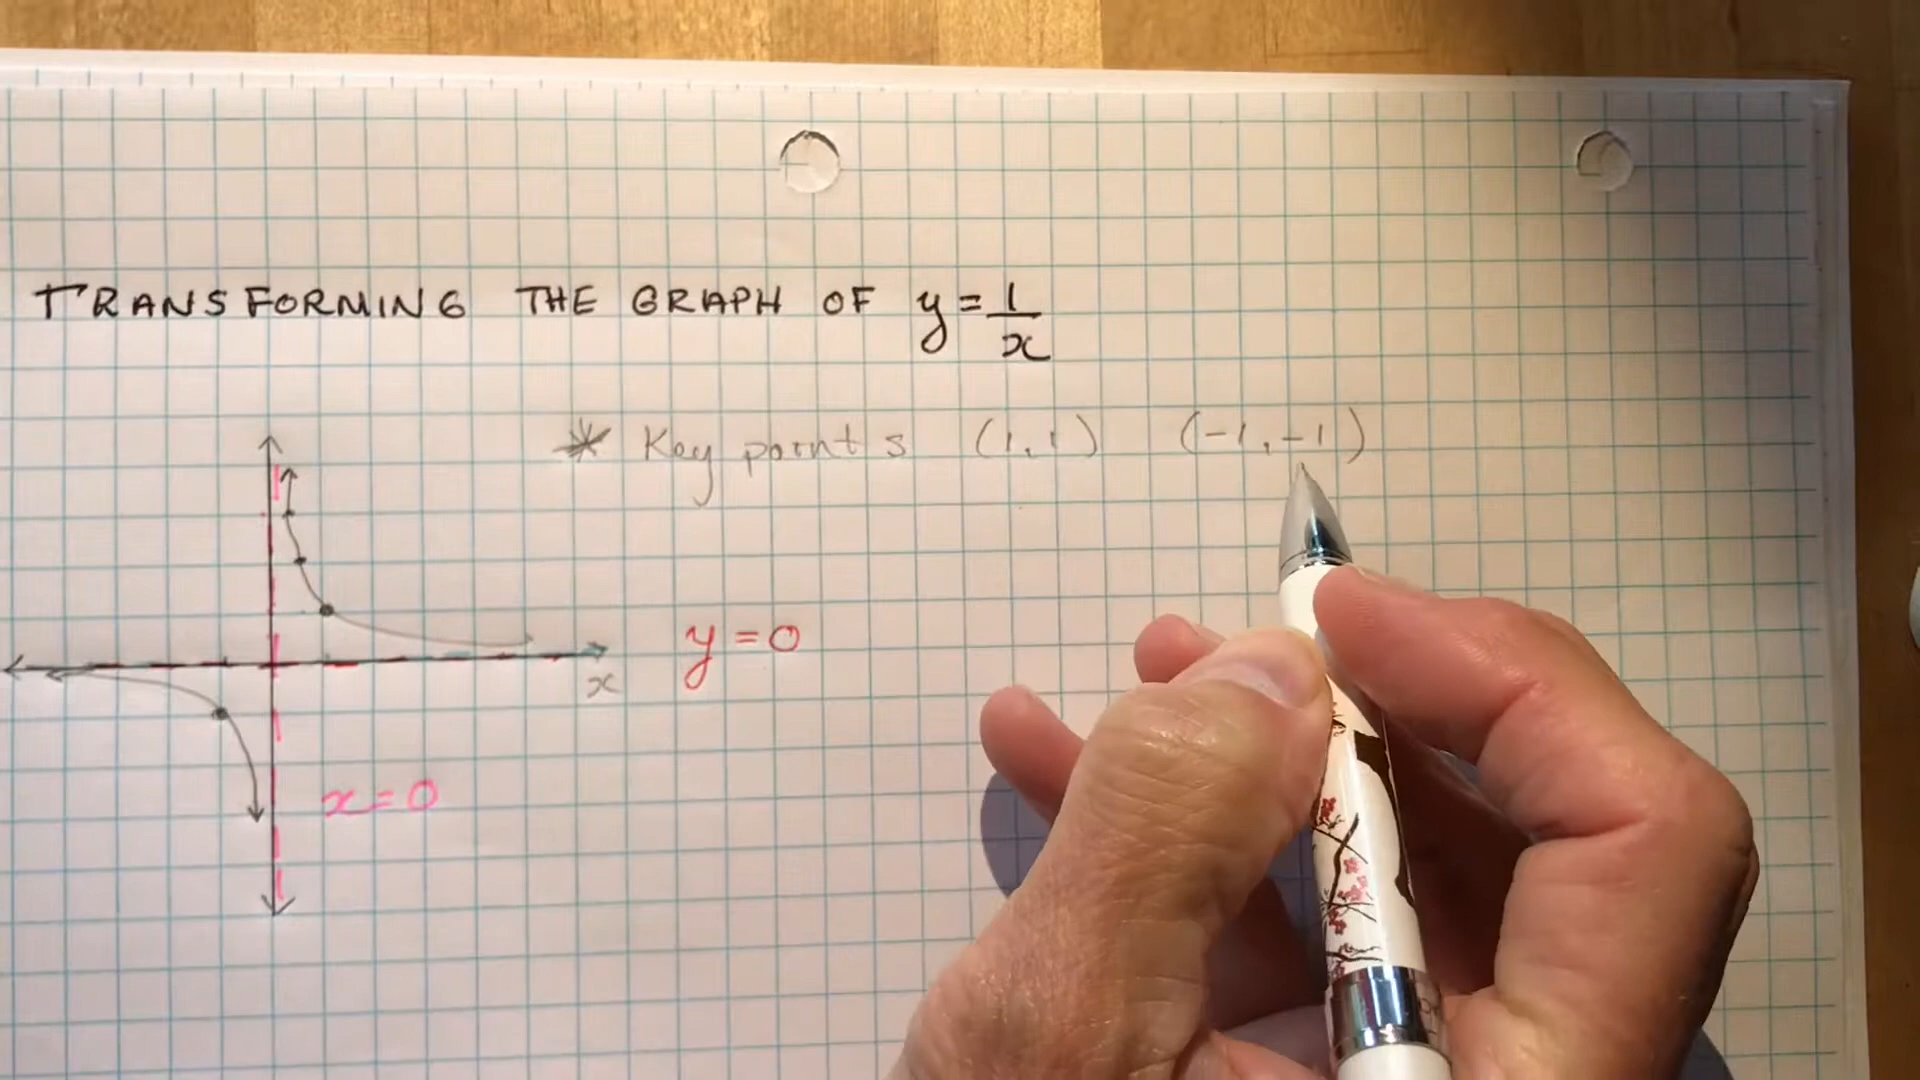 TRANSFORMING THE GRAPH OF y = 1/x
* Key points (1,1) (-1,-1)
y = 0
x
x = 0